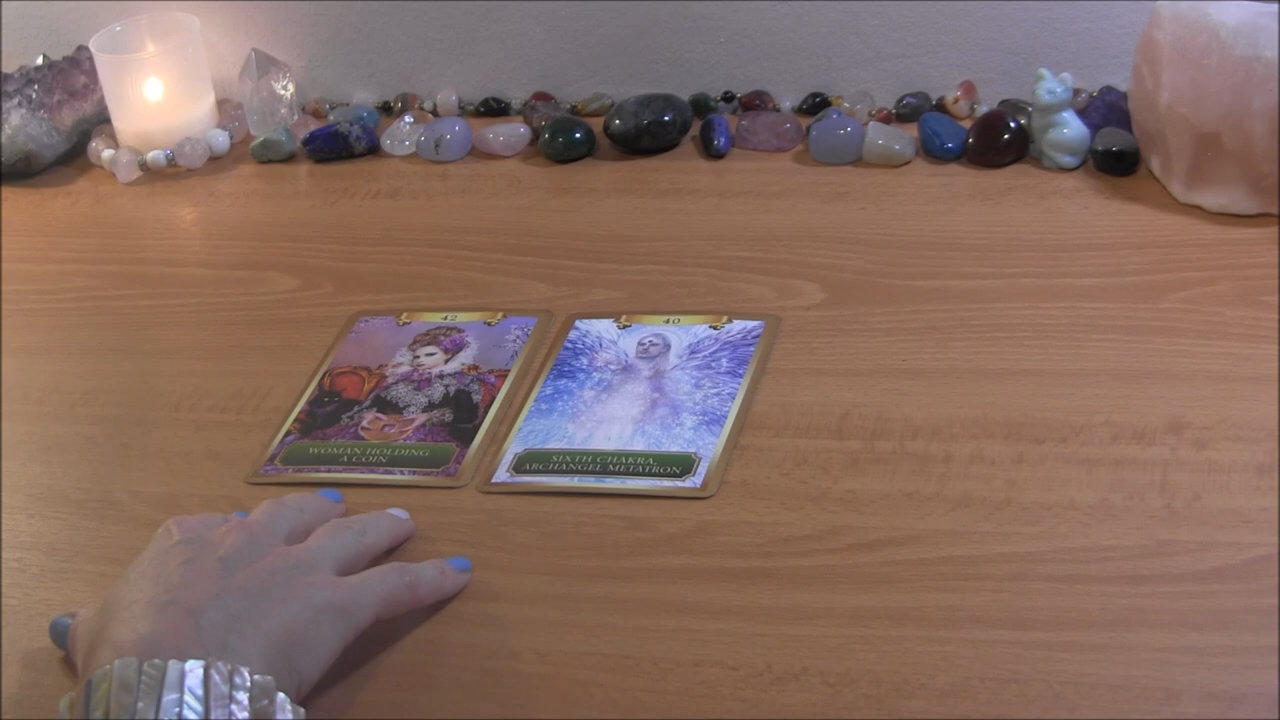 42
WOMAN HOLDING
A COIN
40
SIXTH CHAKRA,
ARCHANGEL METATRON